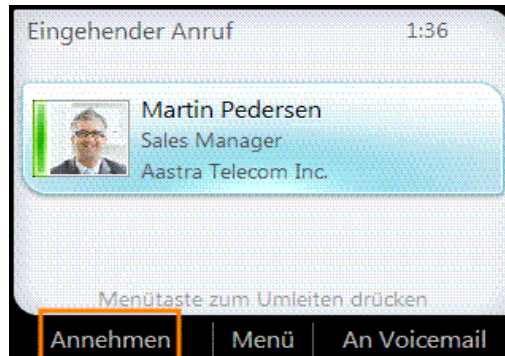 Eingehender Anruf 1:36
Martin Pedersen
Sales Manager
Aastra Telecom Inc.
Menütaste zum Umleiten drücken
Annehmen Menü An Voicemail